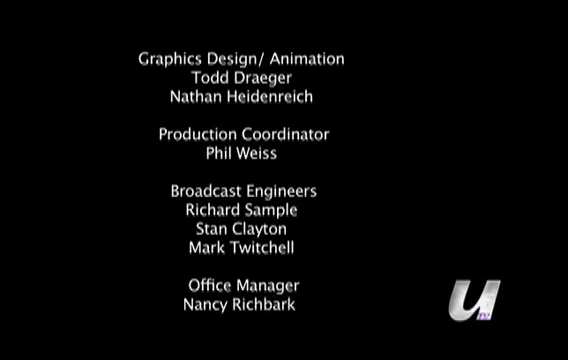 Graphics Design/ Animation
Todd Draeger
Nathan Heidenreich
Production Coordinator
Phil Weiss
Broadcast Engineers
Richard Sample
Stan Clayton
Mark Twitchell
Office Manager
Nancy Richbark
u
tv